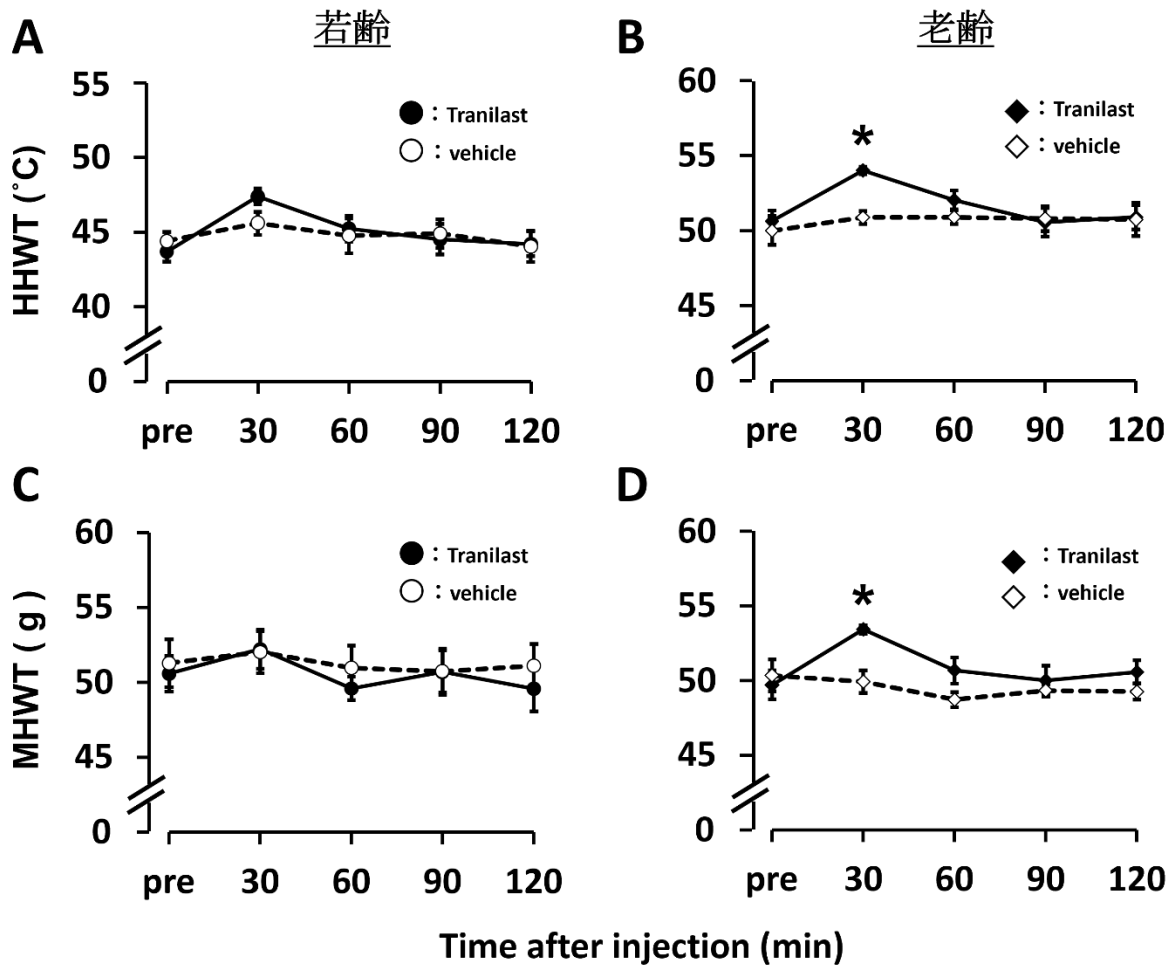 A
若齢
55
50
45
40
0
HHWT (˚C)
● : Tranilast
○ : vehicle
pre 30 60 90 120
B
老齢
60
55
50
45
0
◆ : Tranilast
◇ : vehicle
*
pre 30 60 90 120
C
60
55
50
45
0
MHWT ( g )
● : Tranilast
○ : vehicle
pre 30 60 90 120
D
60
55
50
45
0
◆ : Tranilast
◇ : vehicle
*
pre 30 60 90 120
Time after injection (min)